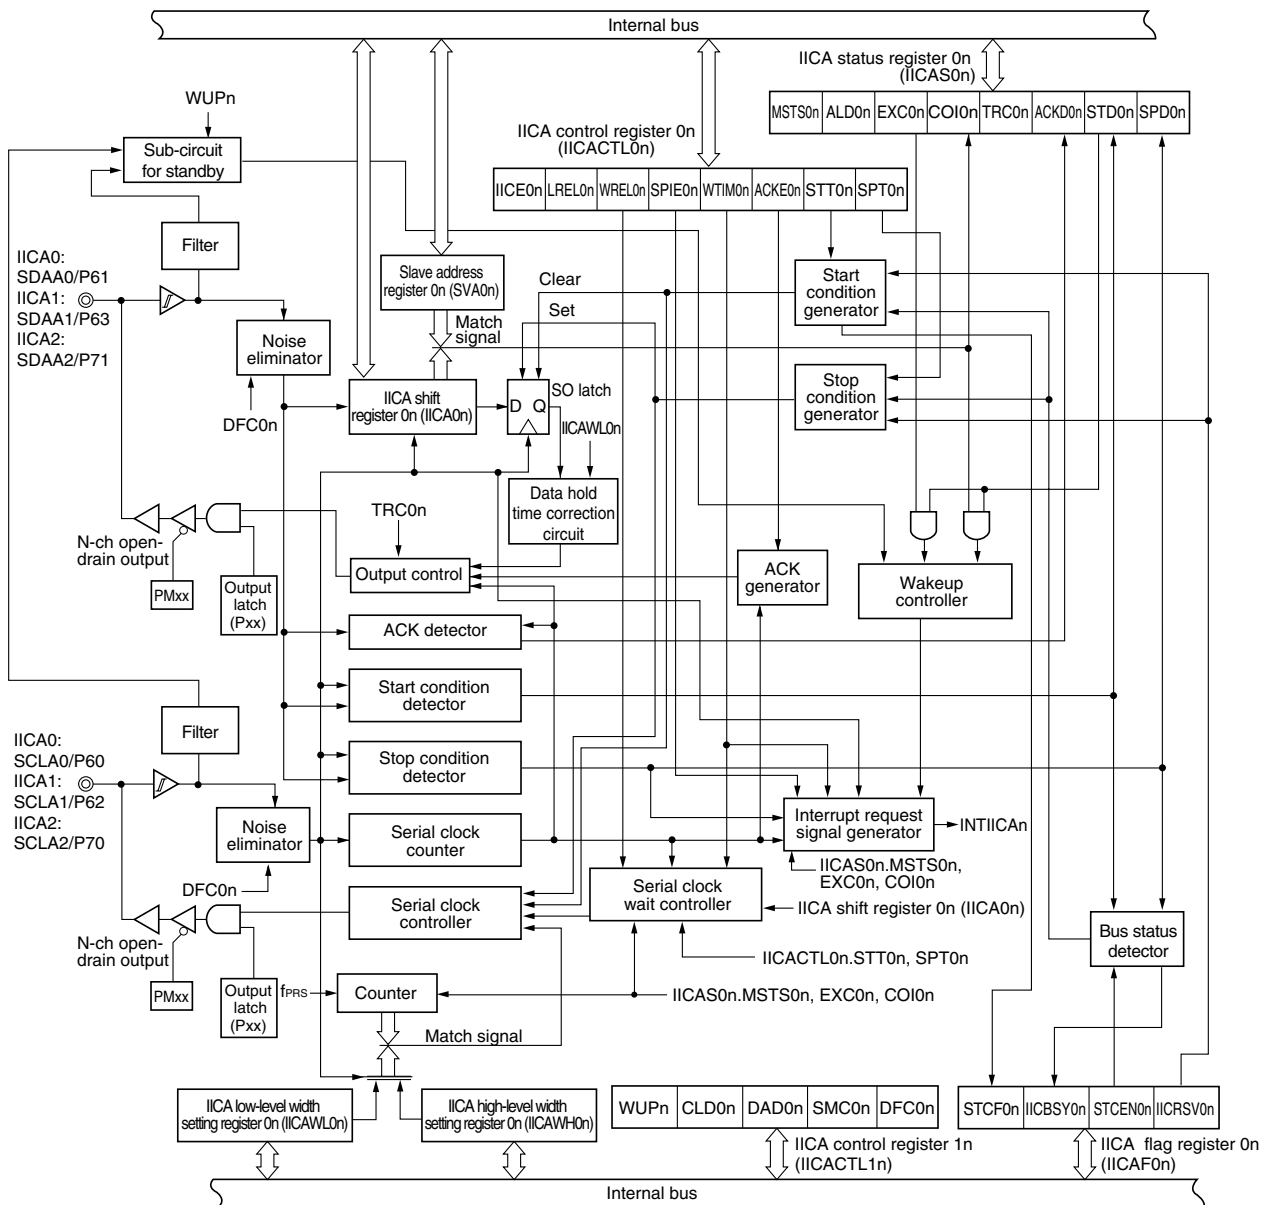 Internal bus
IICA status register 0n
(IICAS0n)
MSTS0n ALD0n EXC0n COI0n TRC0n ACKD0n STD0n SPD0n
WUPn
Sub-circuit
for standby
IICA control register 0n
(IICACTL0n)
IICE0n LREL0n WREL0n SPIE0n WTIM0n ACKE0n STT0n SPT0n
Filter
IICA0:
SDAA0/P61
IICA1:
SDAA1/P63
IICA2:
SDAA2/P71
Slave address
register 0n (SVA0n)
Clear
Set
Match
signal
Start
condition
generator
Noise
eliminator
DFC0n
IICA shift
register 0n (IICA0n)
D Q
SO latch
IICAWL0n
Stop
condition
generator
Data hold
time correction
circuit
TRC0n
N-ch open-
drain output
PMxx
Output
latch
(Pxx)
Output control
ACK
generator
Wakeup
controller
ACK detector
Start condition
detector
Filter
IICA0:
SCLA0/P60
IICA1:
SCLA1/P62
IICA2:
SCLA2/P70
Stop condition
detector
Noise
eliminator
DFC0n
Serial clock
counter
Interrupt request
signal generator
INTIICAn
IICAS0n.MSTS0n,
EXC0n, COI0n
Serial clock
controller
Serial clock
wait controller
IICA shift register 0n (IICA0n)
Bus status
detector
N-ch open-
drain output
PMxx
Output
latch
(Pxx)
IICACTL0n.STT0n, SPT0n
fPRS
Counter
IICAS0n.MSTS0n, EXC0n, COI0n
Match signal
IICA low-level width
setting register 0n (IICAWL0n)
IICA high-level width
setting register 0n (IICAWH0n)
WUPn CLD0n DAD0n SMC0n DFC0n
STCF0n IICBSY0n STCEN0n IICRSV0n
IICA control register 1n
(IICACTL1n)
IICA flag register 0n
(IICAF0n)
Internal bus